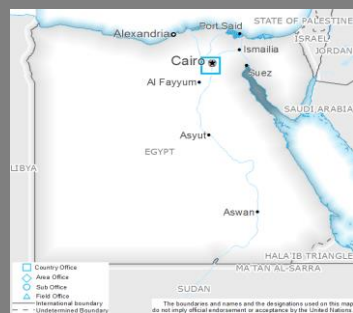 Port Said
STATE OF PALESTINE
Alexandria
ISRAEL
Ismailia
JORDAN
Cairo
Suez
Al Fayyum
SAUDI ARABIA
Asyut
EGYPT
LIBYA
Aswan
HALA'IB TRIANGLE
MA'TAN AL-SARRA
SUDAN
Country Office
Area Office
Sub Office
Field Office
International boundary
Undetermined Boundary
The boundaries and names and the designations used on this map
do not imply official endorsement or acceptance by the United Nations.